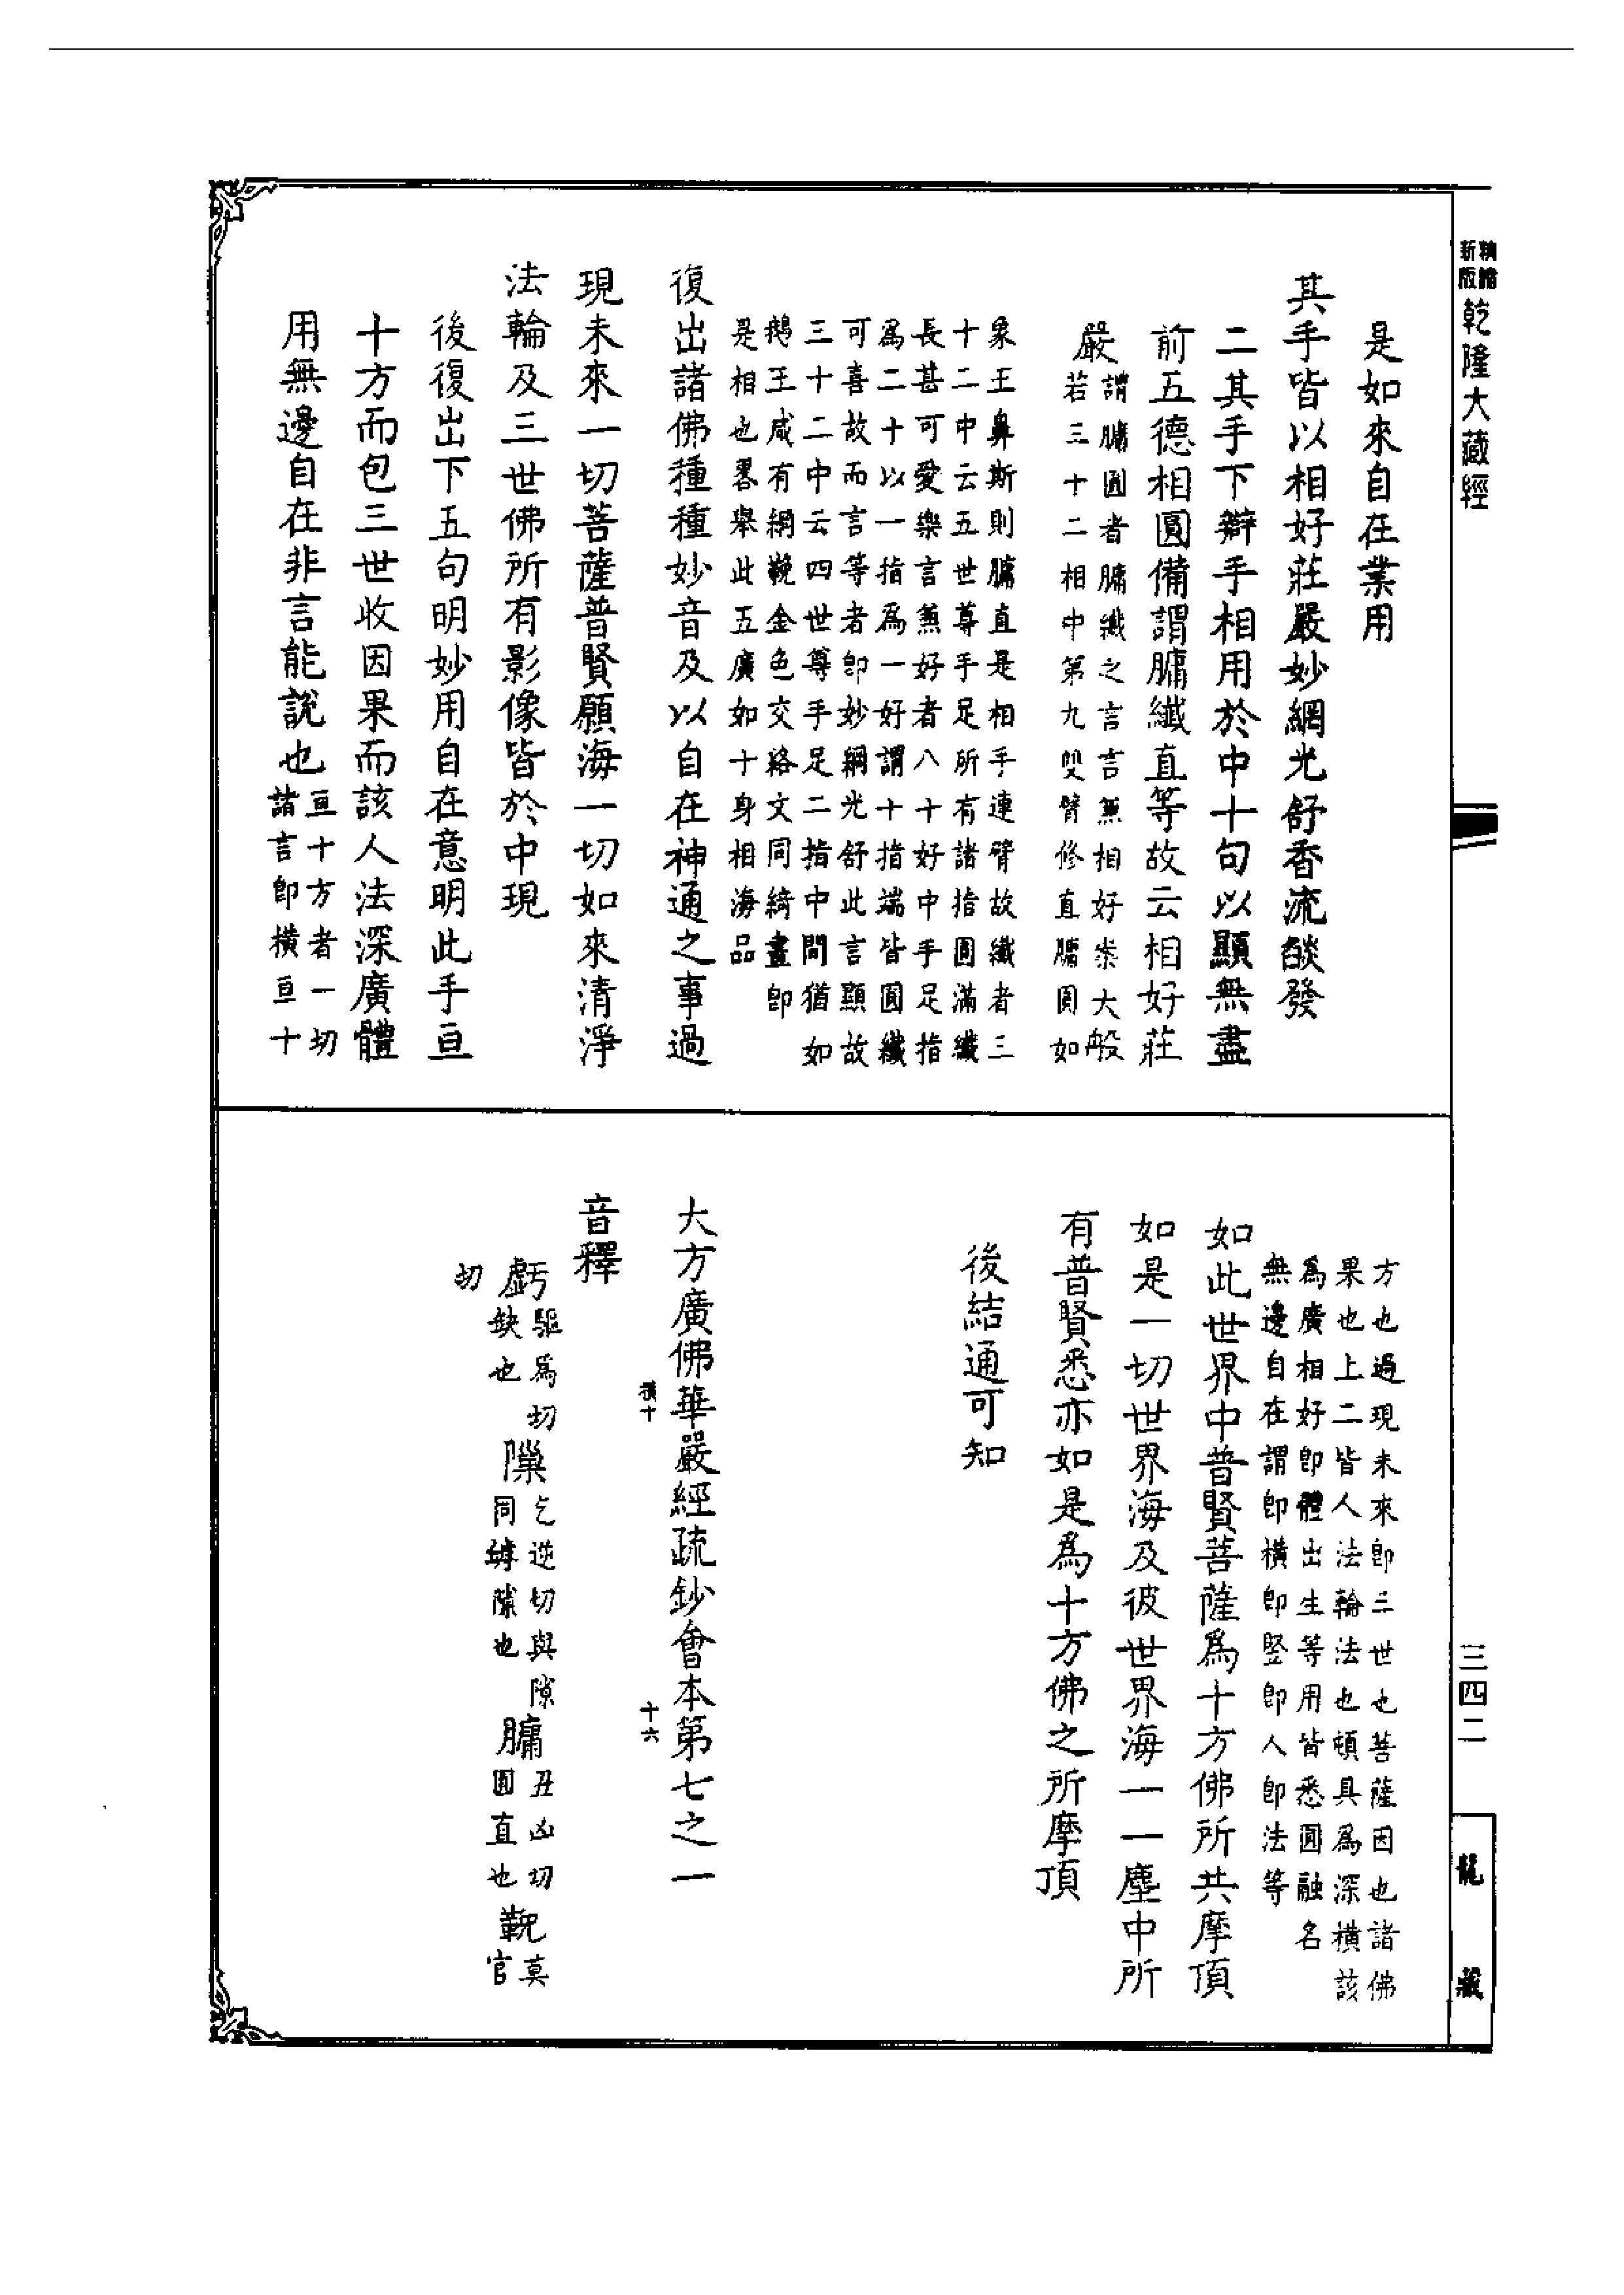 精縮新版
乾隆大藏經
是如來自在業用
其手皆以相好莊嚴妙網光舒香流燄發
二其手下辯手相用於中十句以顯無盡
前五德相圓備謂𦟛纖直等故云相好莊
嚴
謂𦟛圓者𦟛纖之言言無相好崇大般
若三十二相中第九雙臂修直𦟛圓如
象王鼻斯則𦟛直是相手連臂故纖者三
十二中云五世尊手足所有諸指圓滿纖
長甚可愛樂言無好者八十好中手足指
為二十以一指為一好謂十指端皆圓纖
可喜故而言等者即妙網光舒此言顯故
三十二中云四世尊手足二指中間猶如
鵝王咸有網鞔金色交絡文同綺畫即
是相也畧舉此五廣如十身相海品
復出諸佛種種妙音及以自在神通之事過
現未來一切菩薩普賢願海一切如來清淨
法輪及三世佛所有影像皆於中現
後復出下五句明妙用自在意明此手亘
十方而包三世收因果而該人法深廣體
用無邊自在非言能說也
亘十方者一切
諸言即橫亘十
方也過現未來即三世也菩薩因也諸佛
果也上二皆人法輪法也頓具為深橫該
為廣相好即體出生等用皆悉圓融名
無邊自在謂即橫即竪即人即法等
如此世界中普賢菩薩為十方佛所共摩頂
如是一切世界海及彼世界海一一塵中所
有普賢悉亦如是為十方佛之所摩頂
後結通可知
大方廣佛華嚴經疏鈔會本第七之一
橫十
十六
音釋
虧
驅為切
缺也
隟
乞逆切與隙
同罅隙也
𦟛
丑凶切
圓直也
鞔
莫
官
切
三四二
龍藏